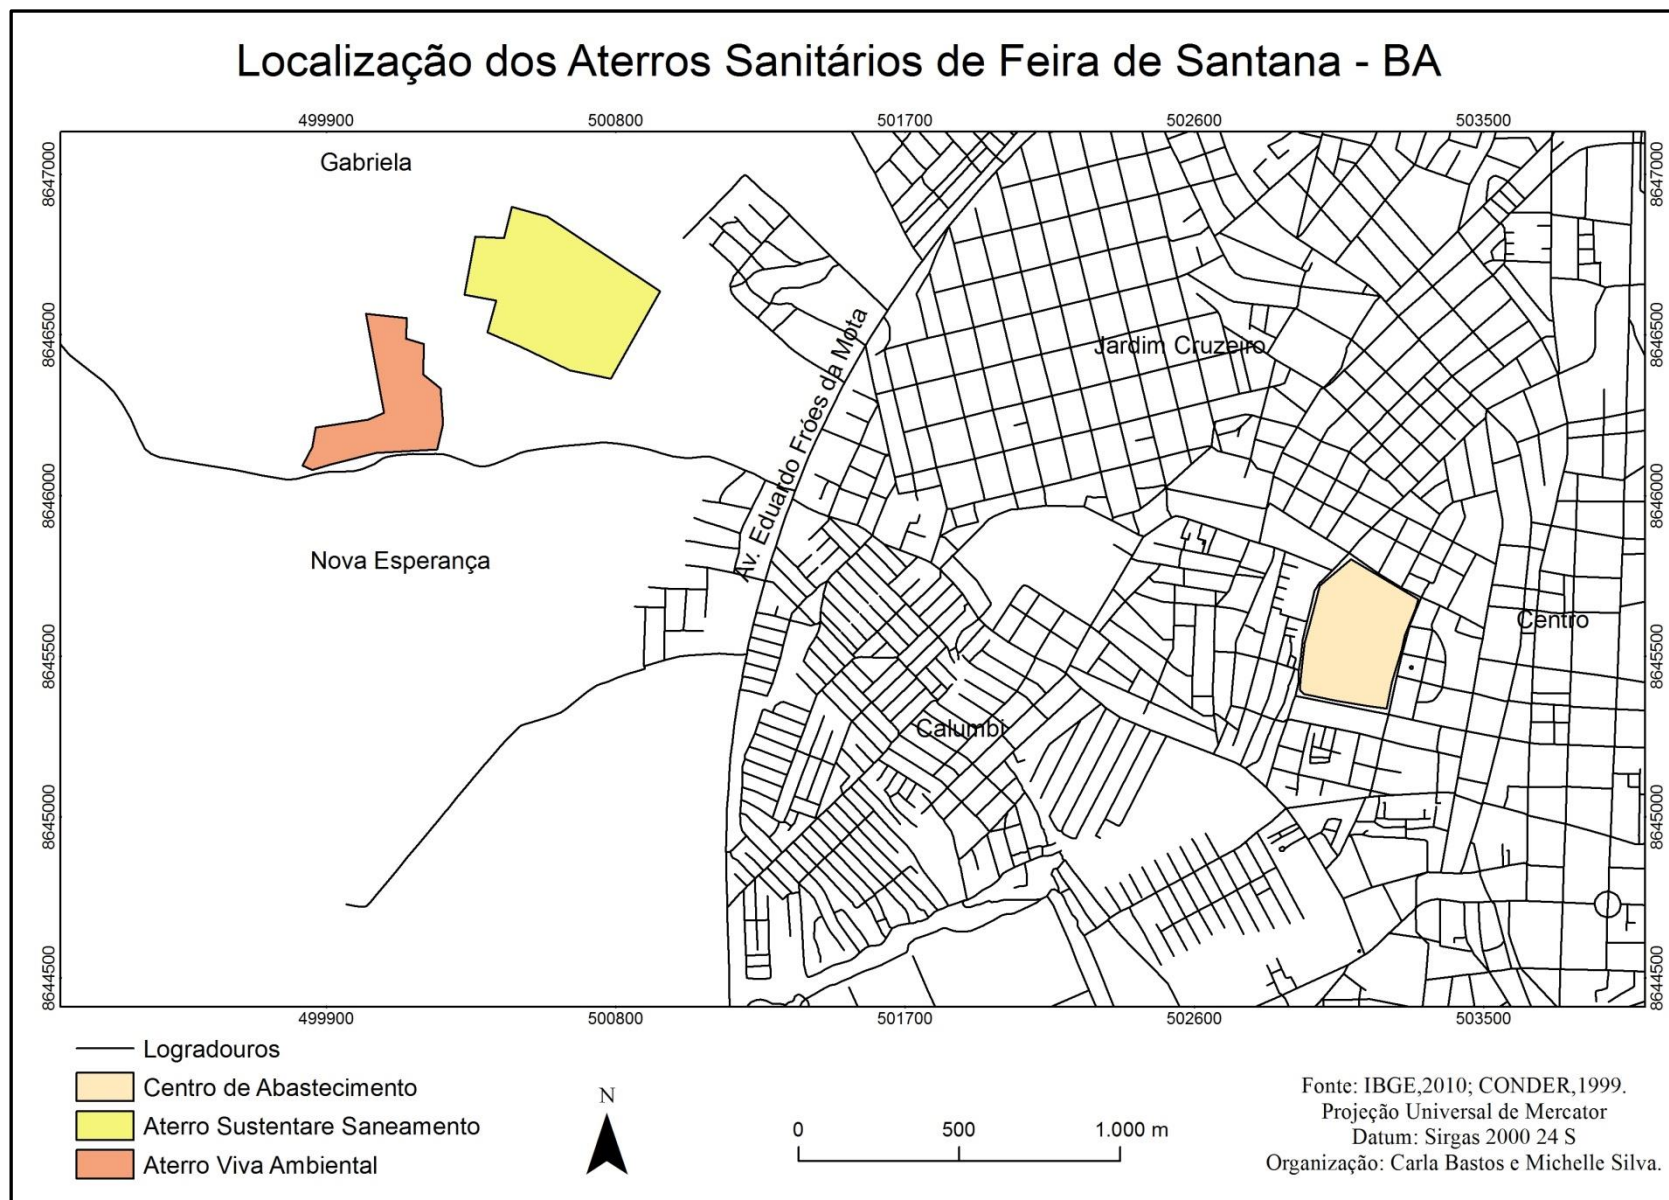 Localização dos Aterros Sanitários de Feira de Santana - BA
499900 500800 501700 502600 503500
8647000 8647000
Gabriela
8646500 8646500
Jardim Cruzeiro
Av. Eduardo Fróes da Mota
8646000 8646000
Nova Esperança
Centro
8645500 8645500
Calumbi
8645000 8645000
8644500 8644500
499900 500800 501700 502600 503500
Logradouros
Centro de Abastecimento
Aterro Sustentare Saneamento
Aterro Viva Ambiental
N
0 500 1.000 m
Fonte: IBGE,2010; CONDER,1999.
Projeção Universal de Mercator
Datum: Sirgas 2000 24 S
Organização: Carla Bastos e Michelle Silva.